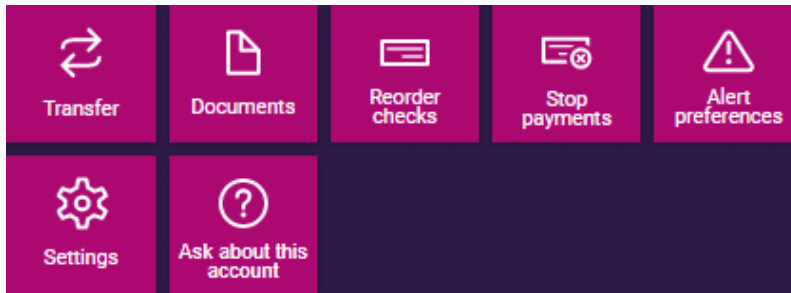 Transfer
Documents
Reorder
checks
Stop
payments
Alert
preferences
Settings
Ask about this
account